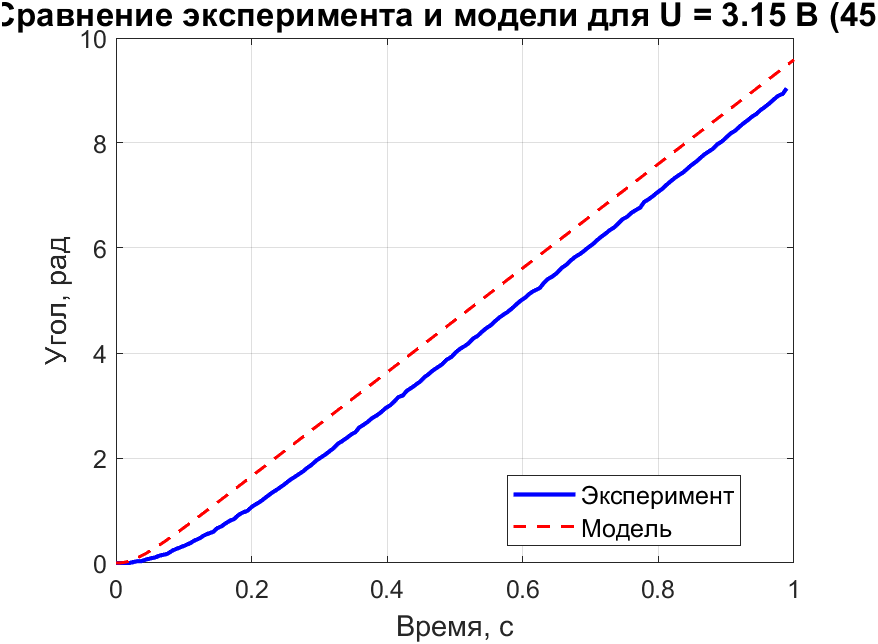 Сравнение эксперимента и модели для U = 3.15 В (45
10
8
6
4
2
0
Угол, рад
Эксперимент
Модель
0
0.2
0.4
0.6
0.8
1
Время, с